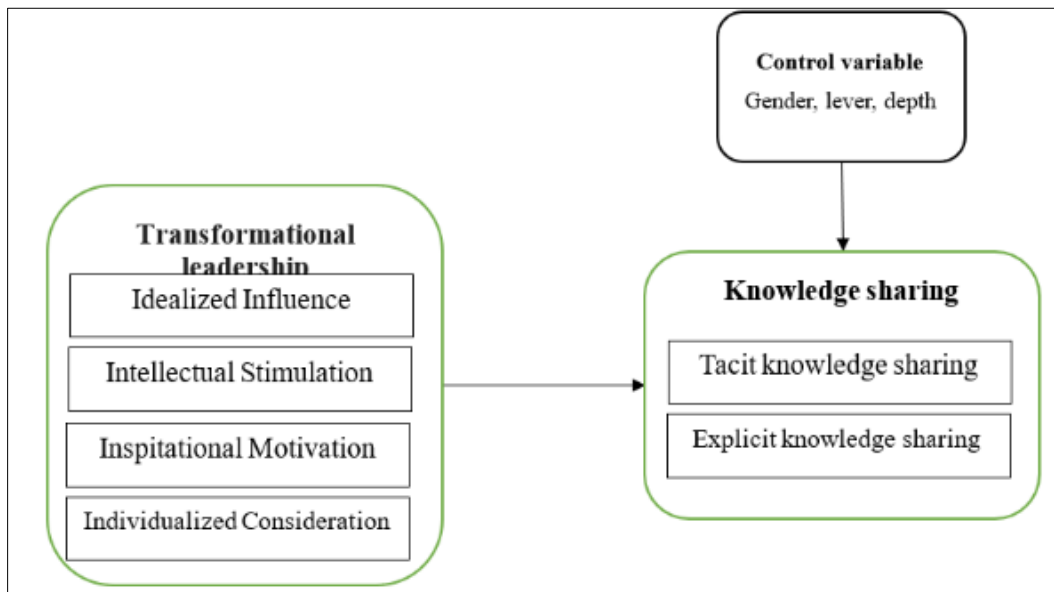 Control variable
Gender, lever, depth
Transformational
leadership
Idealized Influence
Intellectual Stimulation
Inspitational Motivation
Individualized Consideration
Knowledge sharing
Tacit knowledge sharing
Explicit knowledge sharing